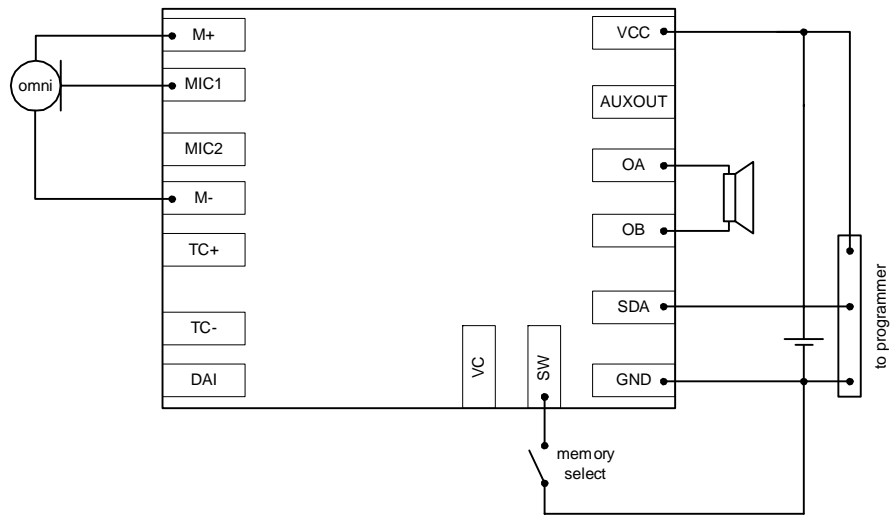 M+
MIC1
omni
MIC2
M-
TC+
TC-
DAI
VC
SW
VCC
AUXOUT
OA
OB
SDA
GND
to programmer
memory
select